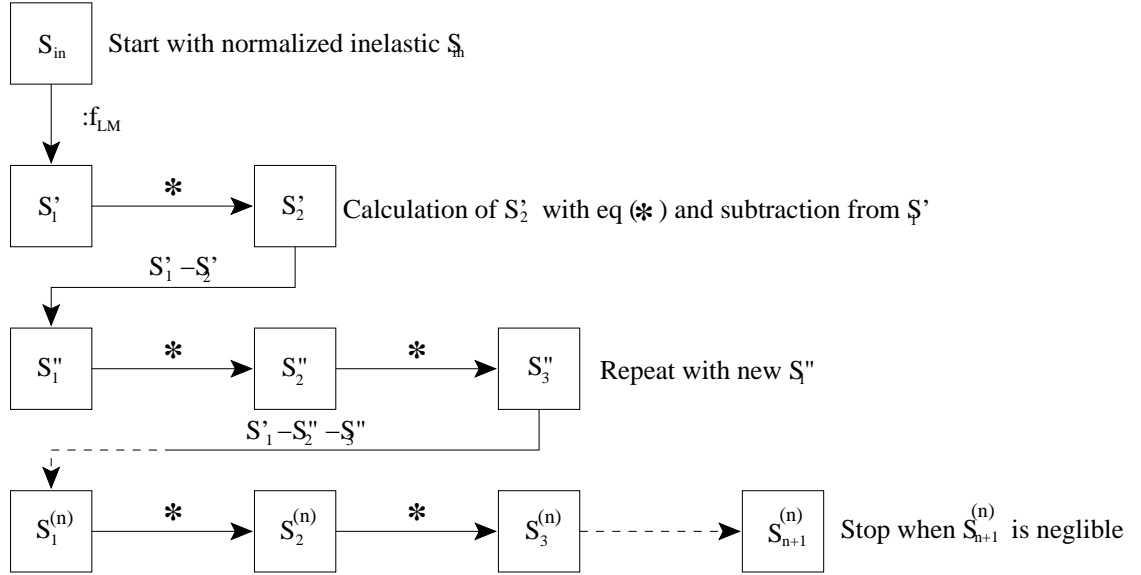 S_in Start with normalized inelastic S_in
:f_LM
S'_1 * S'_2 Calculation of S'_2 with eq (*) and subtraction from S'_1
S'_1 –S'_2
S"_1 * S"_2 * S"_3 Repeat with new S"_1
S'_1 –S"_2 –S"_3
S_1^(n) * S_2^(n) * S_3^(n) S_n+1^(n) Stop when S_n+1^(n) is neglible